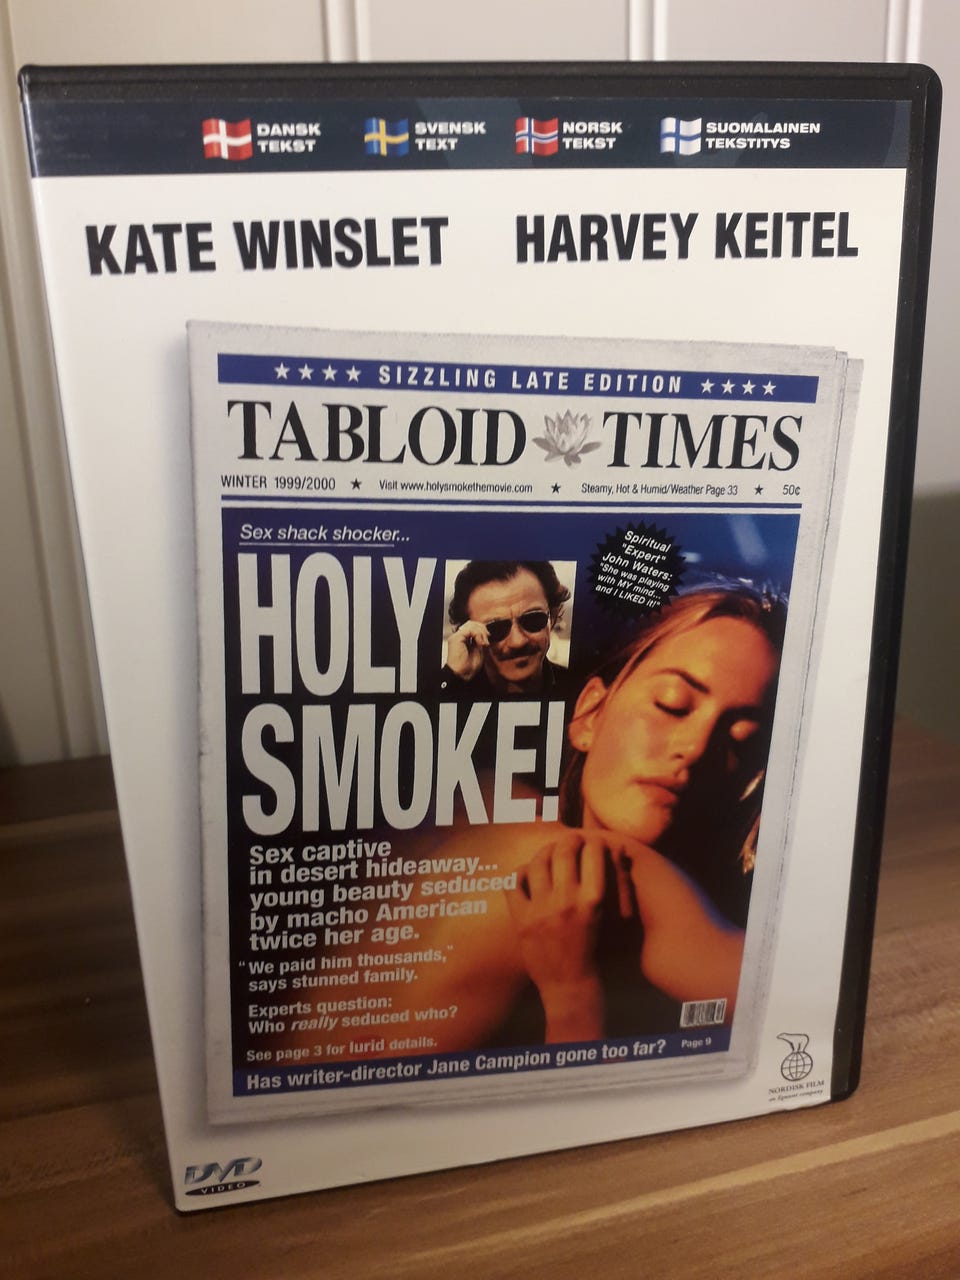 DANSK
TEKST
SVENSK
TEXT
NORSK
TEKST
SUOMALAINEN
TEKSTITYS
KATE WINSLET HARVEY KEITEL
★★★★ SIZZLING LATE EDITION ★★★★
TABLOID TIMES
WINTER 1999/2000 ★ Visit www.holysmokethemovie.com ★ Steamy, Hot & Humid/Weather Page 33 ★ 50¢
Sex shack shocker...
Spiritual
"Expert"
John Waters:
"She was playing
with MY mind...
and I LIKED it!"
HOLY
SMOKE!
Sex captive
in desert hideaway...
young beauty seduced
by macho American
twice her age.
"We paid him thousands,"
says stunned family.
Experts question:
Who really seduced who?
See page 3 for lurid details.
Has writer-director Jane Campion gone too far? Page 9
NORDISK FILM
an Egmont company
DVD
VIDEO